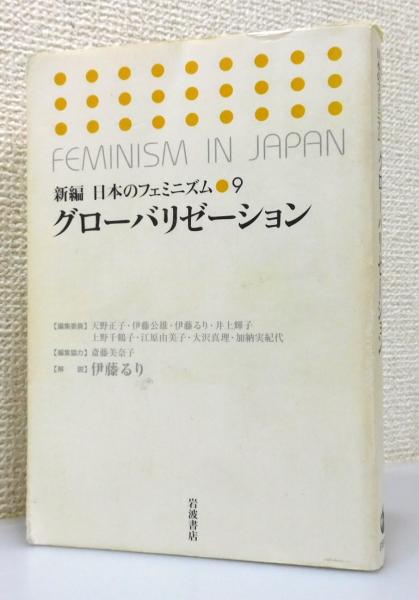 FEMINISM IN JAPAN
新編 日本のフェミニズム●9
グローバリゼーション
【編集委員】天野正子・伊藤公雄・伊藤るり・井上輝子
上野千鶴子・江原由美子・大沢真理・加納実紀代
【編集協力】斎藤美奈子
【解 説】伊藤るり
岩波書店